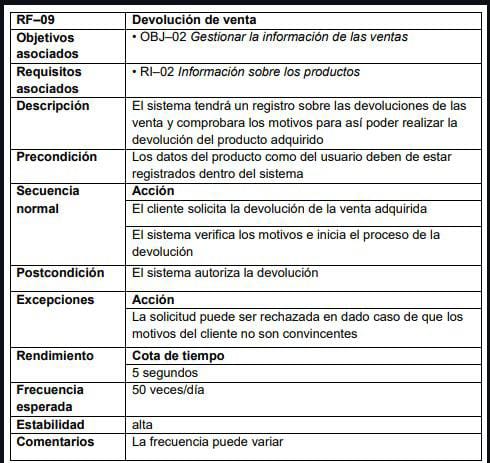 RF–09 Devolución de venta
Objetivos • OBJ–02 Gestionar la información de las ventas
asociados
Requisitos • RI–02 Información sobre los productos
asociados
Descripción El sistema tendrá un registro sobre las devoluciones de las
venta y comprobara los motivos para así poder realizar la
devolución del producto adquirido
Precondición Los datos del producto como del usuario deben de estar
registrados dentro del sistema
Secuencia Acción
normal El cliente solicita la devolución de la venta adquirida
El sistema verifica los motivos e inicia el proceso de la
devolución
Postcondición El sistema autoriza la devolución
Excepciones Acción
La solicitud puede ser rechazada en dado caso de que los
motivos del cliente no son convincentes
Rendimiento Cota de tiempo
5 segundos
Frecuencia 50 veces/día
esperada
Estabilidad alta
Comentarios La frecuencia puede variar